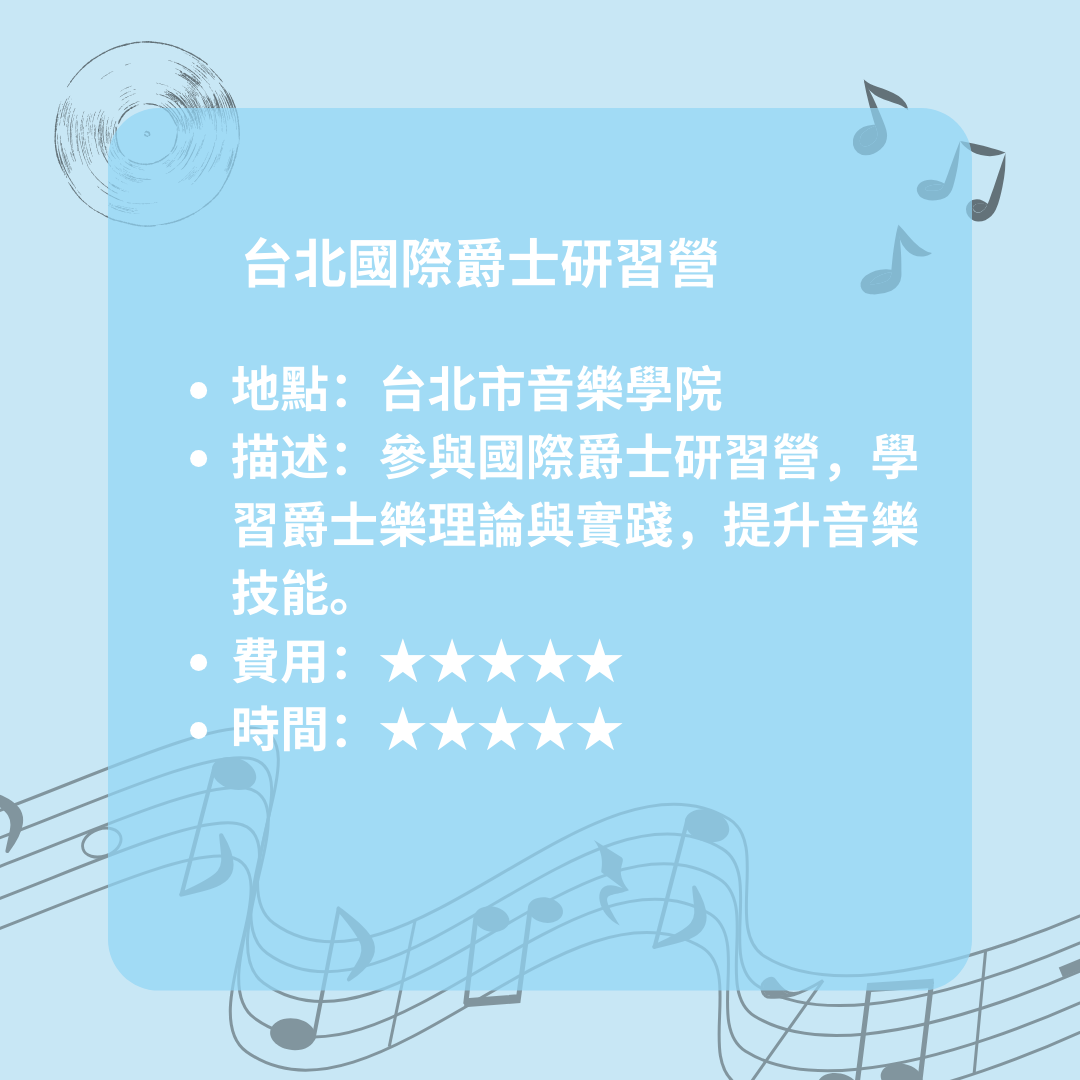 台北國際爵士研習營
• 地點：台北市音樂學院
• 描述：參與國際爵士研習營，學
習爵士樂理論與實踐，提升音樂
技能。
• 費用：★★★★★
• 時間：★★★★★